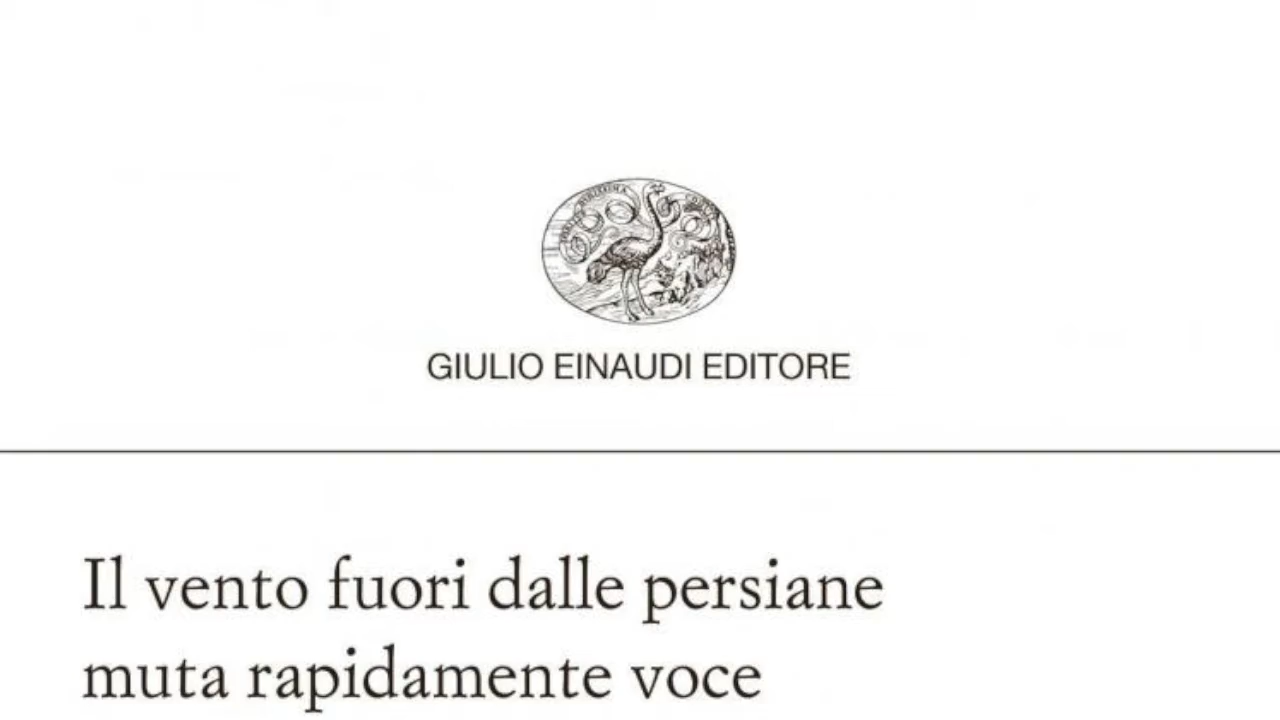 GIULIO EINAUDI EDITORE
Il vento fuori dalle persiane
muta rapidamente voce